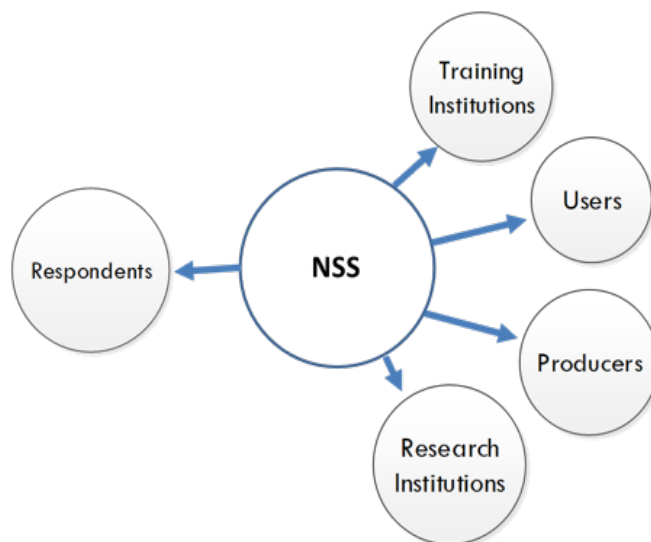 Training
Institutions
Users
NSS
Respondents
Producers
Research
Institutions